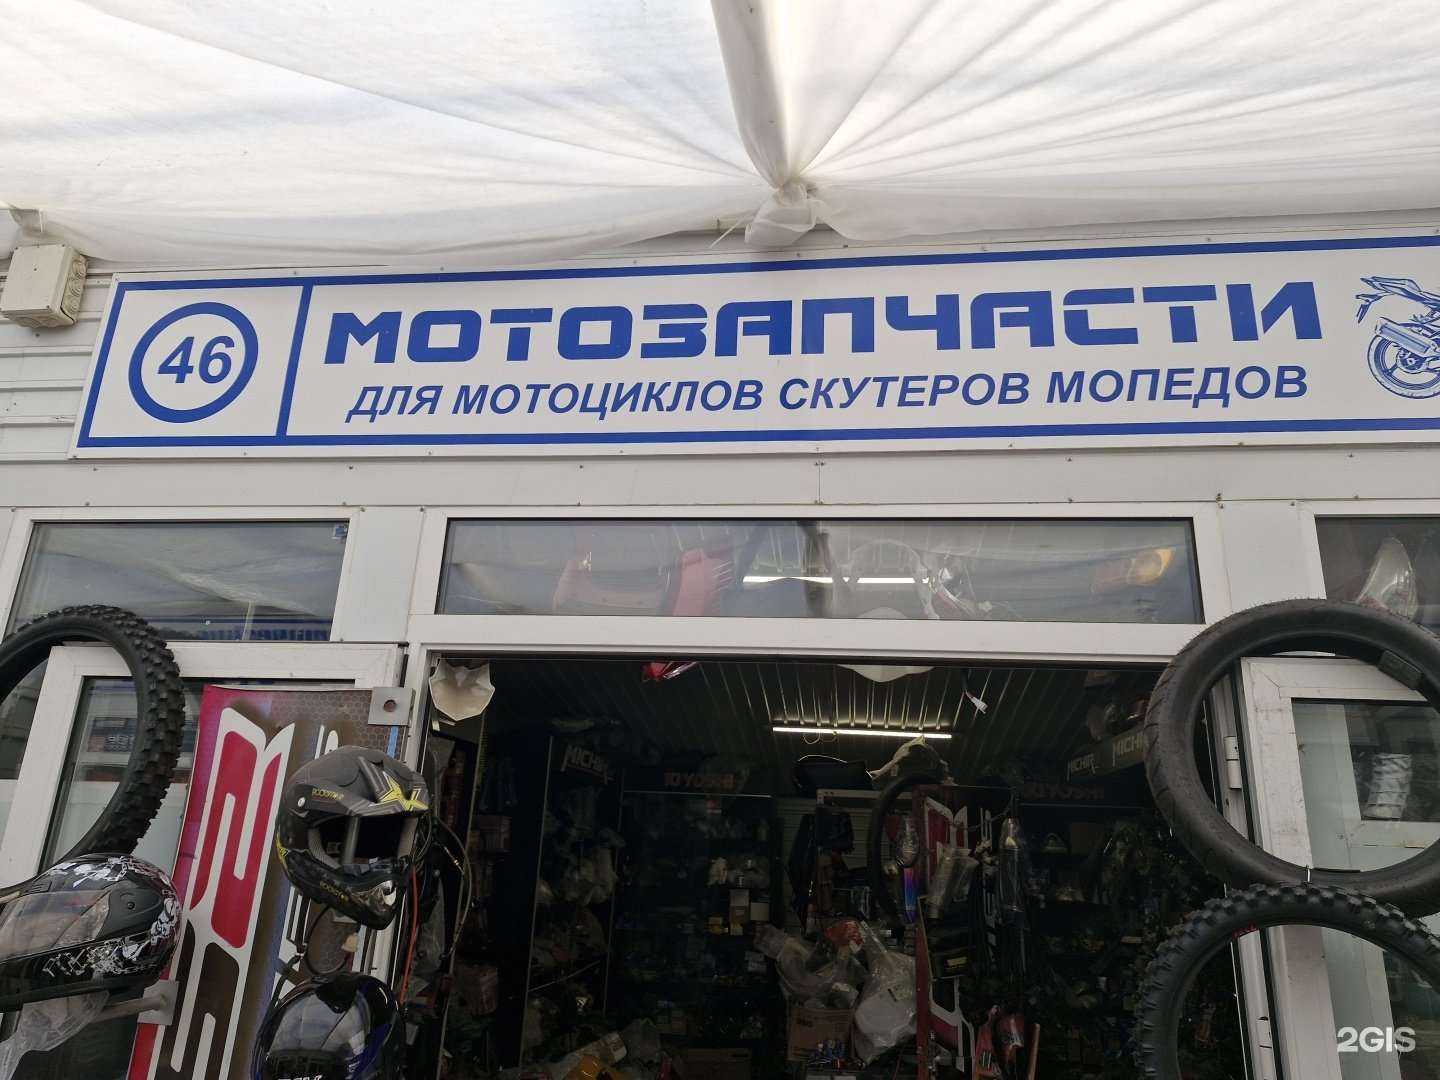 46
МОТОЗАПЧАСТИ
ДЛЯ МОТОЦИКЛОВ СКУТЕРОВ МОПЕДОВ
2GIS